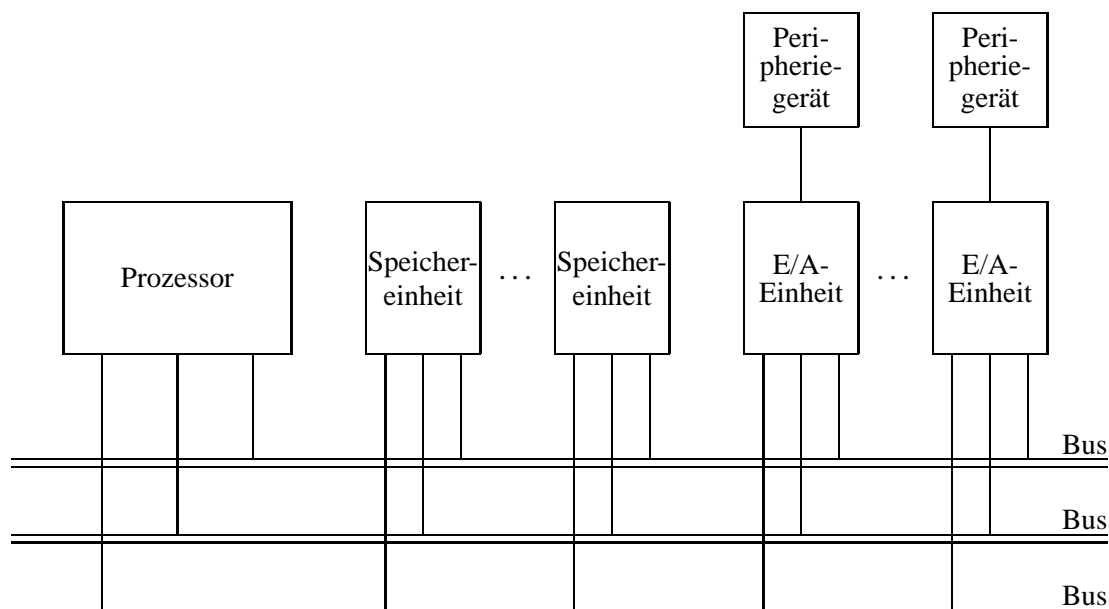 Peri-
pherie-
gerät
Peri-
pherie-
gerät
Prozessor
Speicher-
einheit
...
Speicher-
einheit
E/A-
Einheit
...
E/A-
Einheit
Bus
Bus
Bus